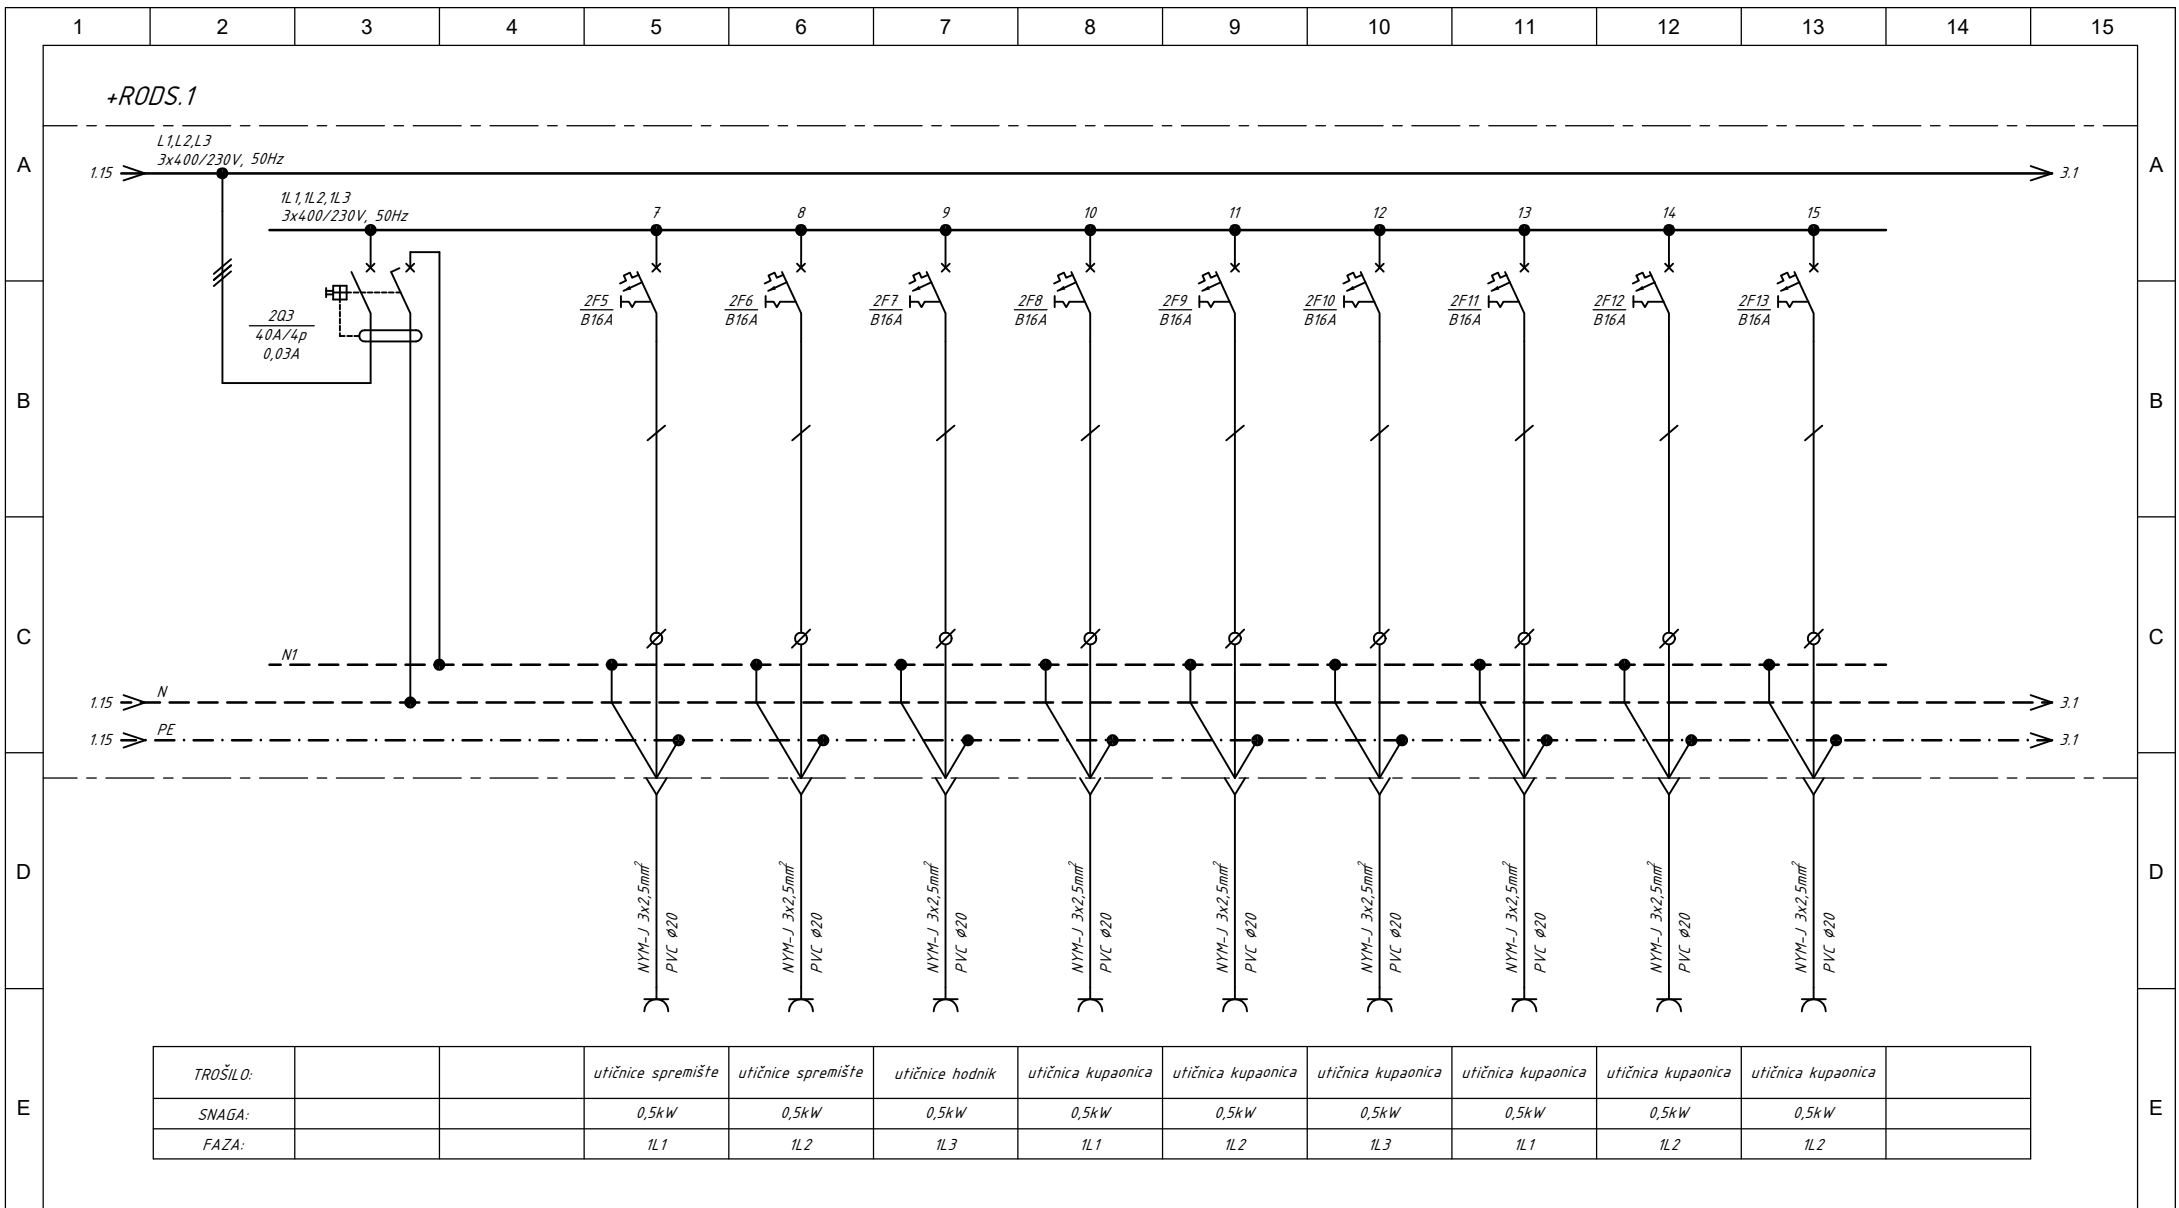 1 2 3 4 5 6 7 8 9 10 11 12 13 14 15
+RODS.1
L1,L2,L3
3x400/230V, 50Hz
A A
1.15 3.1
1L1,1L2,1L3
3x400/230V, 50Hz
7 8 9 10 11 12 13 14 15
2F5 2F6 2F7 2F8 2F9 2F10 2F11 2F12 2F13
B16A B16A B16A B16A B16A B16A B16A B16A B16A
2Q3
40A/4p
0,03A
B B
C C
N1
1.15 N 3.1
1.15 PE 3.1
D D
NYM-J 3x2,5mm²
PVC Ø20
NYM-J 3x2,5mm²
PVC Ø20
NYM-J 3x2,5mm²
PVC Ø20
NYM-J 3x2,5mm²
PVC Ø20
NYM-J 3x2,5mm²
PVC Ø20
NYM-J 3x2,5mm²
PVC Ø20
NYM-J 3x2,5mm²
PVC Ø20
NYM-J 3x2,5mm²
PVC Ø20
NYM-J 3x2,5mm²
PVC Ø20
TROŠILO: utičnice spremište utičnice spremište utičnice hodnik utičnica kupaonica utičnica kupaonica utičnica kupaonica utičnica kupaonica utičnica kupaonica utičnica kupaonica
E E
SNAGA: 0,5kW 0,5kW 0,5kW 0,5kW 0,5kW 0,5kW 0,5kW 0,5kW 0,5kW
FAZA: 1L1 1L2 1L3 1L1 1L2 1L3 1L1 1L2 1L2